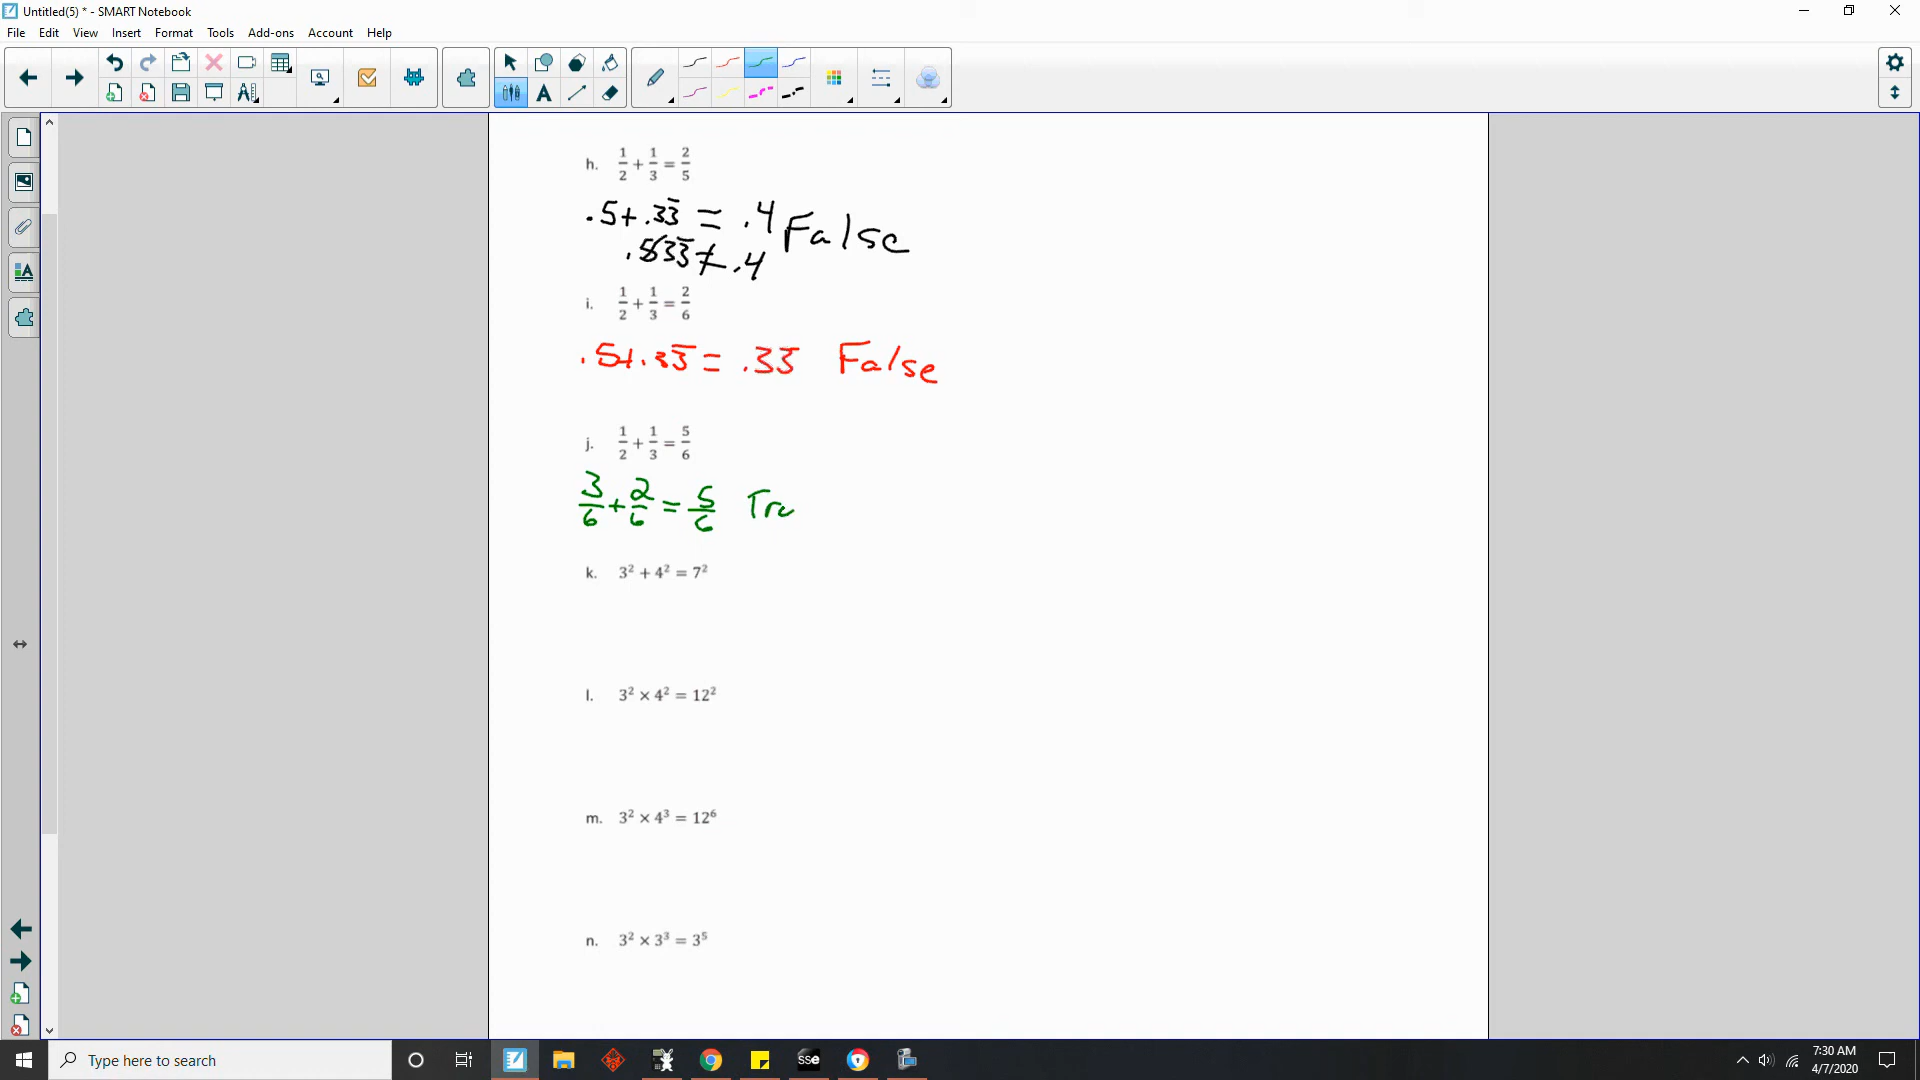 Untitled(5) * - SMART Notebook
File Edit View Insert Format Tools Add-ons Account Help
h. 1/2 + 1/3 = 2/5
.5 + .33̅ = .4 False
≠ .4
i. 1/2 + 1/3 = 2/6
.5 + .33̅ = .33̅ False
j. 1/2 + 1/3 = 5/6
3/6 + 2/6 = 5/6 Tru
k. 3² + 4² = 7²
l. 3² × 4² = 12²
m. 3² × 4³ = 12⁶
n. 3² × 3³ = 3⁵
Type here to search
sse
7:30 AM
4/7/2020